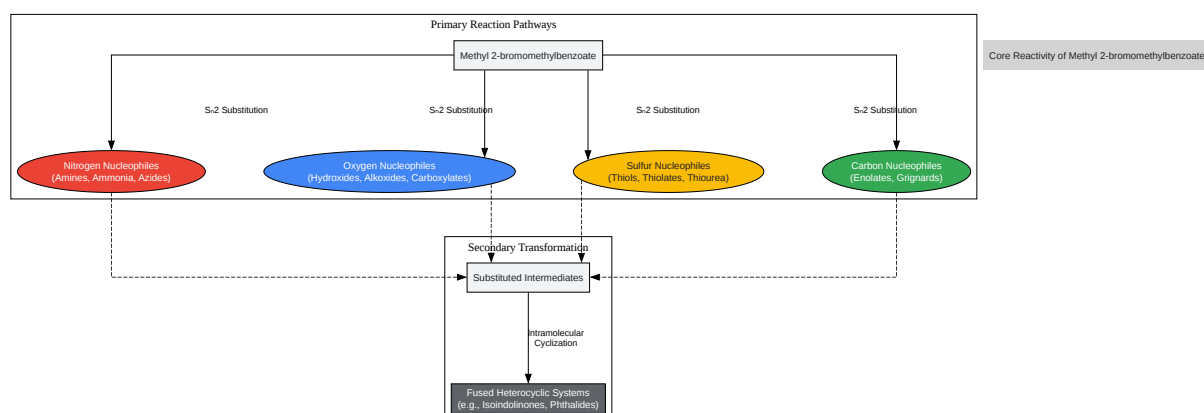 Primary Reaction Pathways
Methyl 2-bromomethylbenzoate
Core Reactivity of Methyl 2-bromomethylbenzoate
Sₙ2 Substitution
Sₙ2 Substitution
Sₙ2 Substitution
Sₙ2 Substitution
Nitrogen Nucleophiles
(Amines, Ammonia, Azides)
Oxygen Nucleophiles
(Hydroxides, Alkoxides, Carboxylates)
Sulfur Nucleophiles
(Thiols, Thiolates, Thiourea)
Carbon Nucleophiles
(Enolates, Grignards)
Secondary Transformation
Substituted Intermediates
Intramolecular
Cyclization
Fused Heterocyclic Systems
(e.g., Isoindolinones, Phthalides)